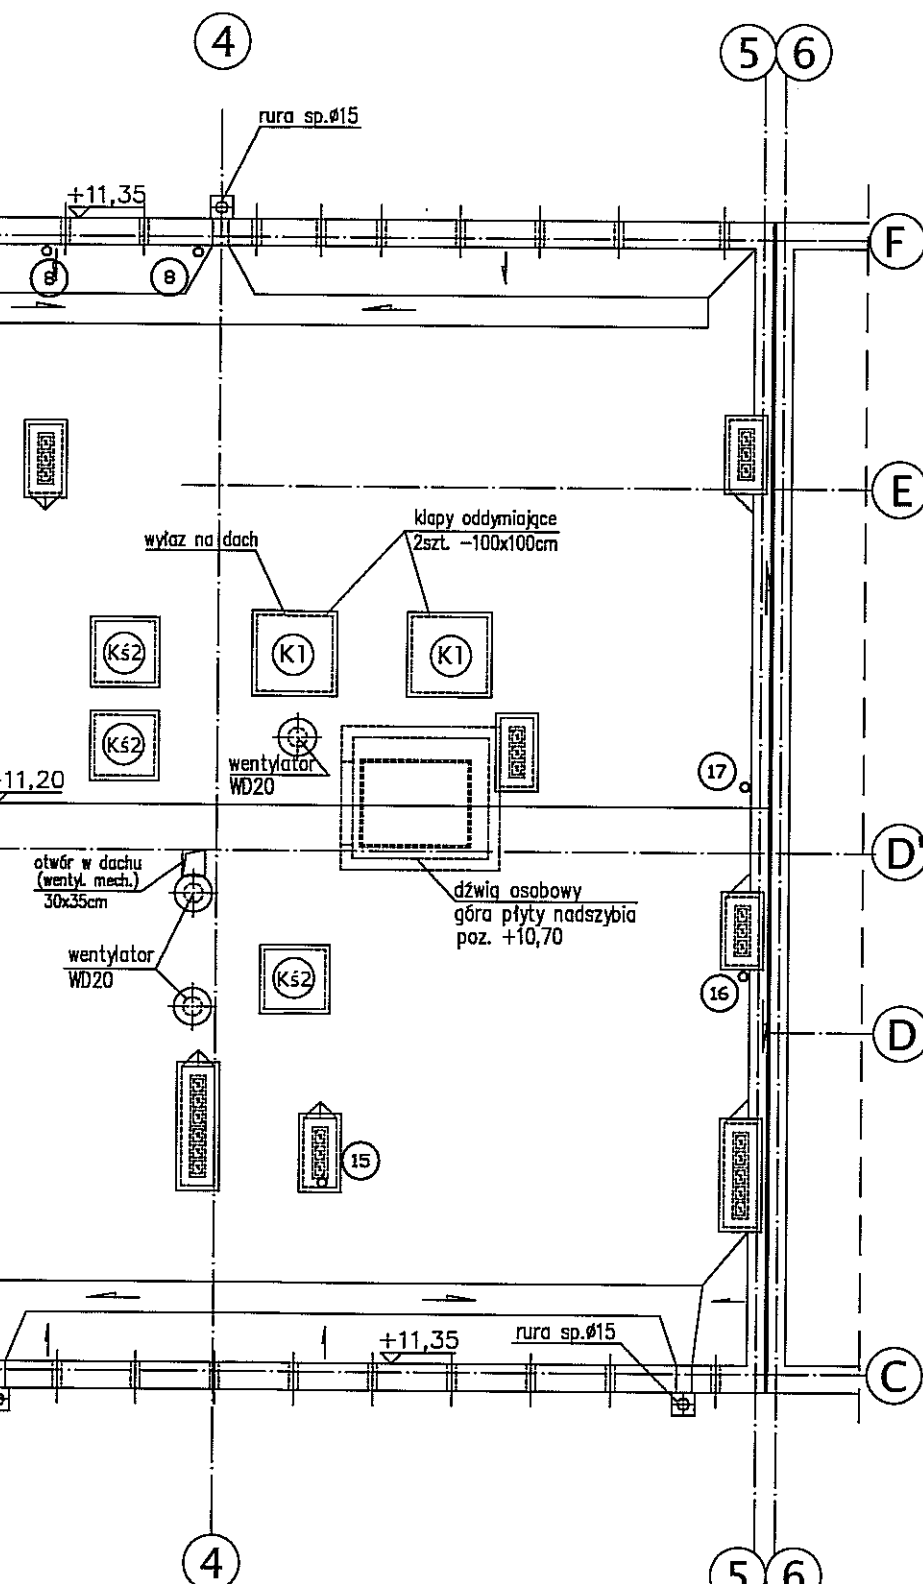 4
5 6
rura sp.ø15
+11,35
F
8 8
E
klapy oddymiające
2szt. -100x100cm
wyłaz na dach
Kś2
K1
K1
Kś2
wentylator
WD20
17
11,20
D'
otwór w dachu
(wentyl. mech.)
30x35cm
dźwig osobowy
góra płyty nadszybia
poz. +10,70
wentylator
WD20
Kś2
16
D
15
rura sp.ø15
+11,35
C
4
5 6